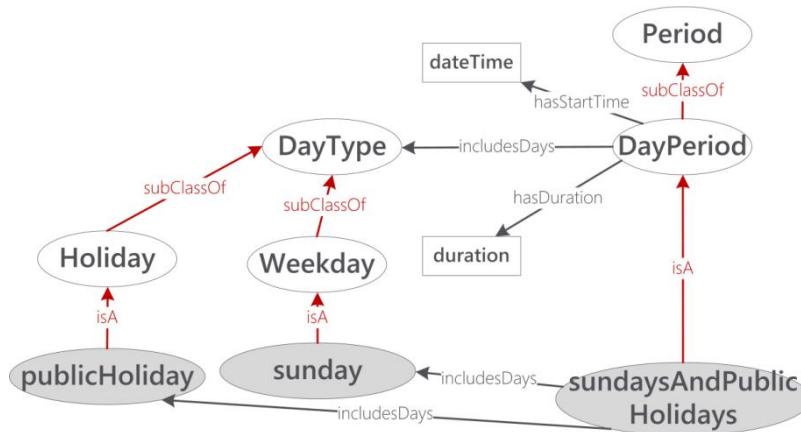 Period
dateTime
subClassOf
hasStartTime
DayType
includesDays
DayPeriod
subClassOf
subClassOf
hasDuration
Holiday
Weekday
duration
isA
isA
isA
publicHoliday
sunday
includesDays
sundaysAndPublic
Holidays
includesDays